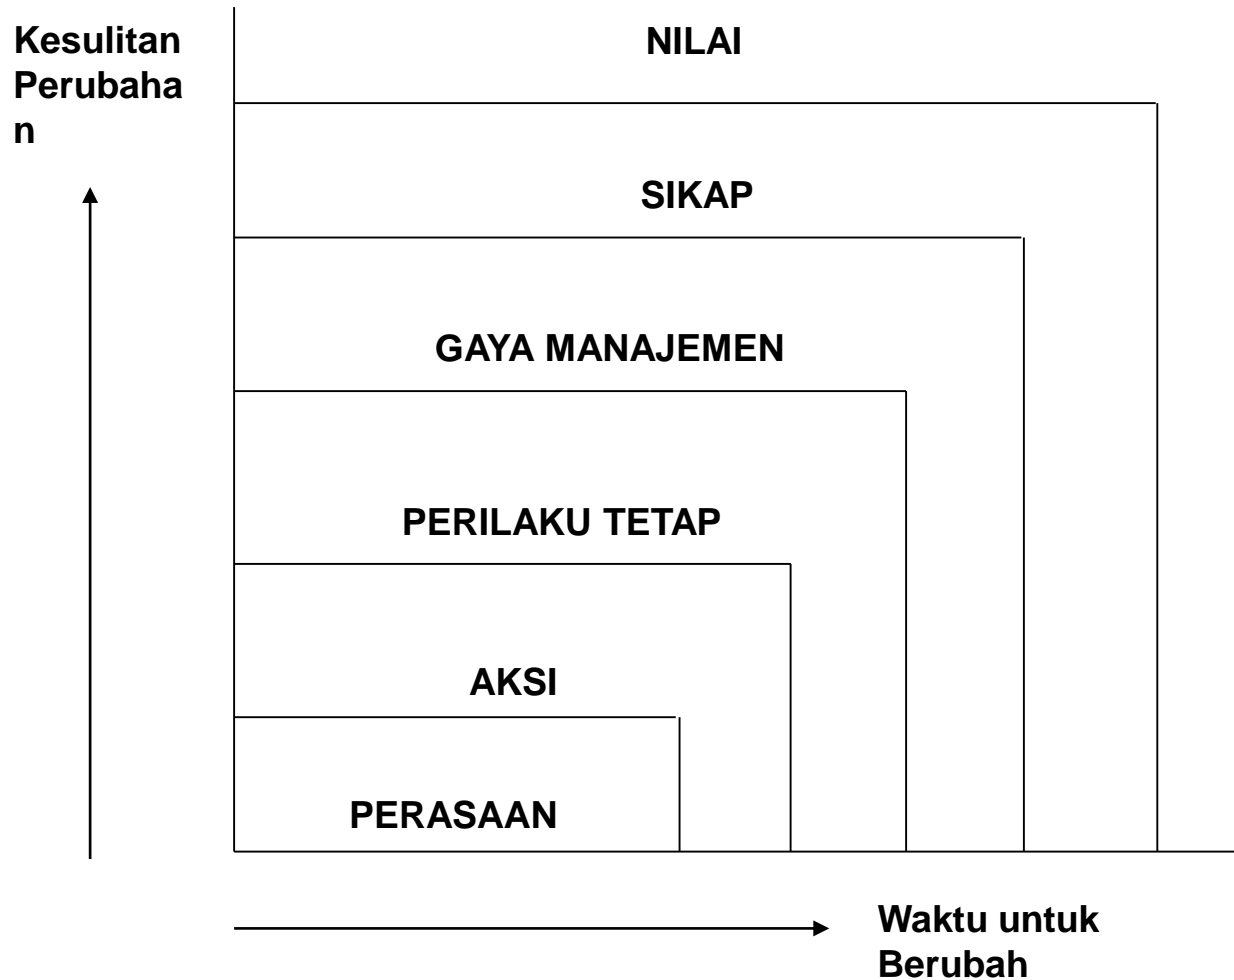 Kesulitan
Perubaha
n
NILAI
SIKAP
GAYA MANAJEMEN
PERILAKU TETAP
AKSI
PERASAAN
Waktu untuk
Berubah